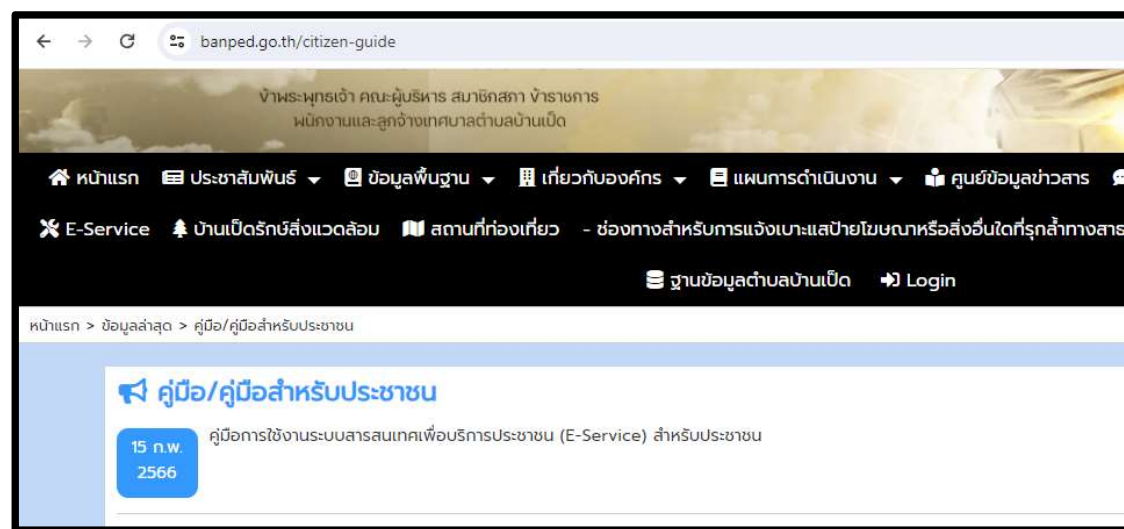 banped.go.th/citizen-guide
ข้าพระพุทธเจ้า คณะผู้บริหาร สมาชิกสภา ข้าราชการ
พนักงานและลูกจ้างเทศบาลตำบลบ้านเป็ด
หน้าแรก ประชาสัมพันธ์ ข้อมูลพื้นฐาน เกี่ยวกับองค์กร แผนการดำเนินงาน ศูนย์ข้อมูลข่าวสาร
E-Service บ้านเป็ดรักษ์สิ่งแวดล้อม สถานที่ท่องเที่ยว - ช่องทางสำหรับการแจ้งเบาะแสป้ายโฆษณาหรือสิ่งอื่นใดที่รุกล้ำทางสาธ
ฐานข้อมูลตำบลบ้านเป็ด Login
หน้าแรก > ข้อมูลล่าสุด > คู่มือ/คู่มือสำหรับประชาชน
คู่มือ/คู่มือสำหรับประชาชน
15 ก.พ. 2566
คู่มือการใช้งานระบบสารสนเทศเพื่อบริการประชาชน (E-Service) สำหรับประชาชน